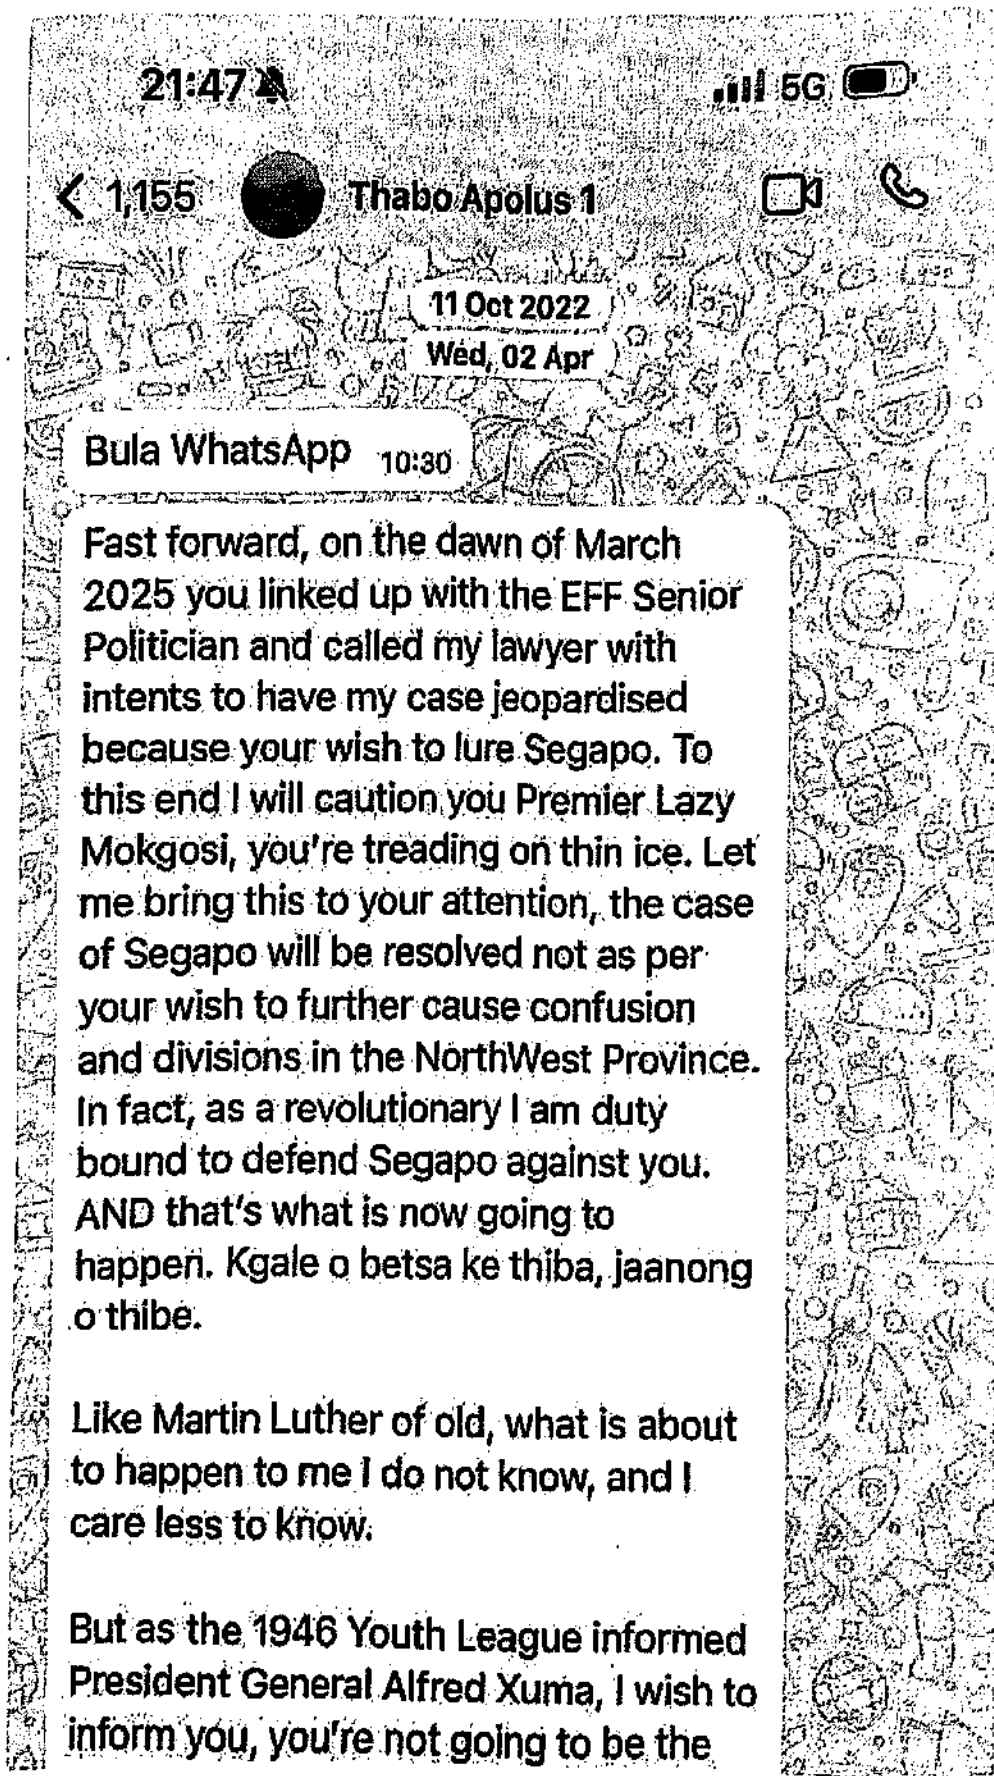 21:47
5G
1,155
Thabo Apolus 1
11 Oct 2022
Wed, 02 Apr
Bula WhatsApp 10:30
Fast forward, on the dawn of March
2025 you linked up with the EFF Senior
Politician and called my lawyer with
intents to have my case jeopardised
because your wish to lure Segapo. To
this end I will caution you Premier Lazy
Mokgosi, you're treading on thin ice. Let
me bring this to your attention, the case
of Segapo will be resolved not as per
your wish to further cause confusion
and divisions in the NorthWest Province.
In fact, as a revolutionary I am duty
bound to defend Segapo against you.
AND that's what is now going to
happen. Kgale o betsa ke thiba, jaanong
o thibe.
Like Martin Luther of old, what is about
to happen to me I do not know, and I
care less to know.
But as the 1946 Youth League informed
President General Alfred Xuma, I wish to
inform you, you're not going to be the